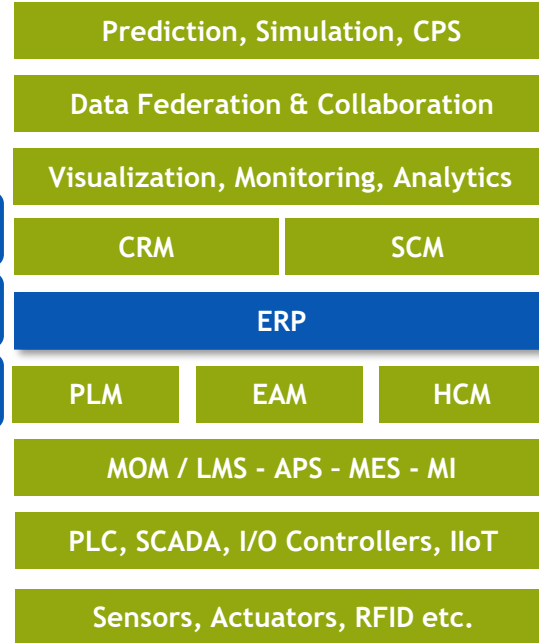 Prediction, Simulation, CPS
Data Federation & Collaboration
Visualization, Monitoring, Analytics
CRM
SCM
ERP
PLM
EAM
HCM
MOM / LMS - APS – MES - MI
PLC, SCADA, I/O Controllers, IIoT
Sensors, Actuators, RFID etc.